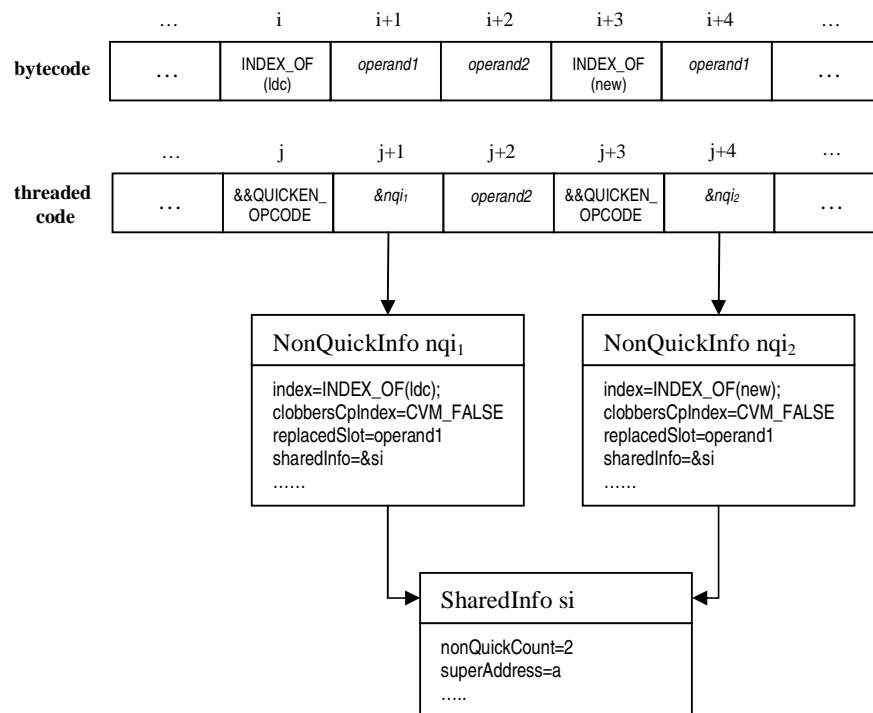 … i i+1 i+2 i+3 i+4 …
bytecode … INDEX_OF (ldc) operand1 operand2 INDEX_OF (new) operand1 …
… j j+1 j+2 j+3 j+4 …
threaded code … &&QUICKEN_ OPCODE &nqi₁ operand2 &&QUICKEN_ OPCODE &nqi₂ …
NonQuickInfo nqi₁
index=INDEX_OF(ldc);
clobbersCpIndex=CVM_FALSE
replacedSlot=operand1
sharedInfo=&si
……
NonQuickInfo nqi₂
index=INDEX_OF(new);
clobbersCpIndex=CVM_FALSE
replacedSlot=operand1
sharedInfo=&si
……
SharedInfo si
nonQuickCount=2
superAddress=a
…..